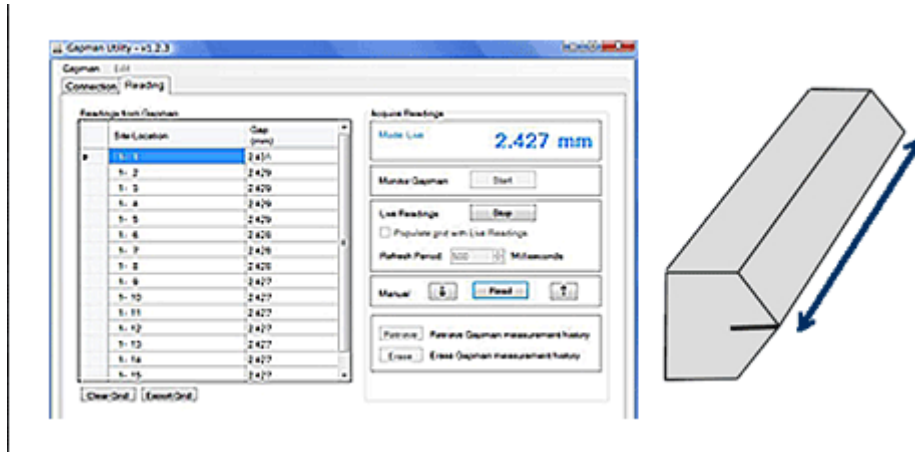 Gapman Utility - v1.2.3
Gapman Edit
Connection Reading
Readings from Gapman
Site-Location Gap (mm)
1- 1
1- 2 2.429
1- 3 2.429
1- 4 2.429
1- 5 2.429
1- 6 2.428
1- 7 2.428
1- 8 2.428
1- 9 2.427
1- 10 2.427
1- 11 2.427
1- 12 2.427
1- 13 2.427
1- 14 2.427
1- 15 2.427
Clear Grid Export Grid
Acquire Readings
Mode: Live 2.427 mm
Monitor Gapman Start
Live Readings Stop
Populate grid with Live Readings
Refresh Period 500 Milliseconds
Manual Read
Retrieve Retrieve Gapman measurement history
Erase Erase Gapman measurement history